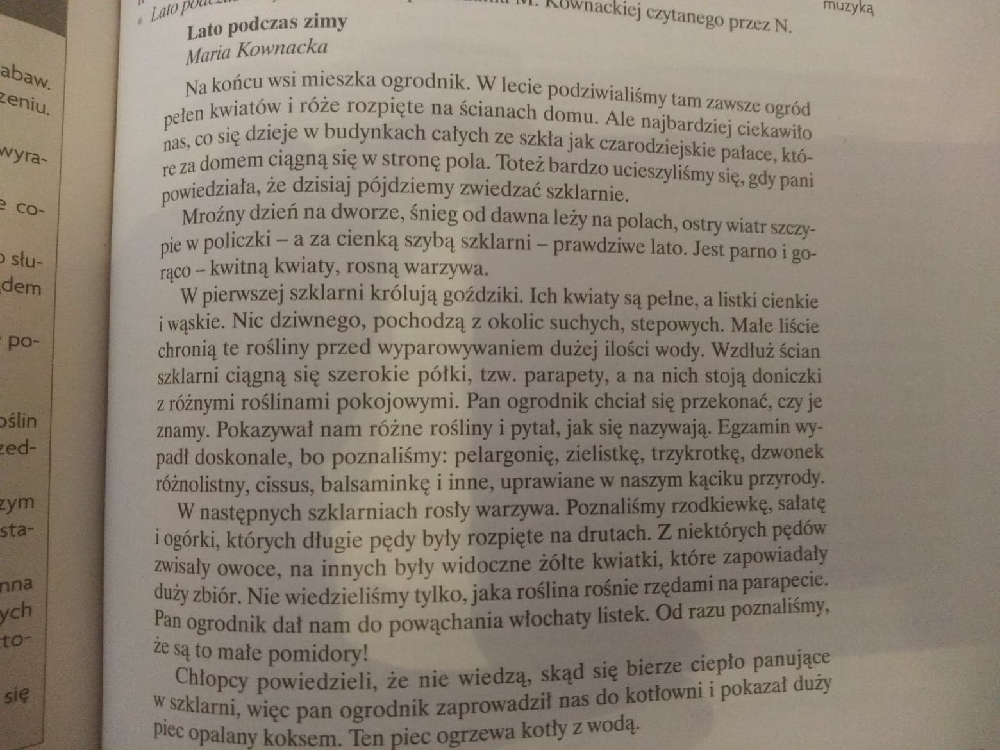 abaw.
zeniu.
wyra-
e co-
słu-
dem
po-
oślin
zed-
zym
sta-
nna
ych
to-
się
Lato
M. Kownackiej czytanego przez N.
muzyką
Lato podczas zimy
Maria Kownacka
Na końcu wsi mieszka ogrodnik. W lecie podziwialiśmy tam zawsze ogród
pełen kwiatów i róże rozpięte na ścianach domu. Ale najbardziej ciekawiło
nas, co się dzieje w budynkach całych ze szkła jak czarodziejskie pałace, któ-
re za domem ciągną się w stronę pola. Toteż bardzo ucieszyliśmy się, gdy pani
powiedziała, że dzisiaj pójdziemy zwiedzać szklarnie.
Mroźny dzień na dworze, śnieg od dawna leży na polach, ostry wiatr szczy-
pie w policzki – a za cienką szybą szklarni – prawdziwe lato. Jest parno i go-
rąco – kwitną kwiaty, rosną warzywa.
W pierwszej szklarni królują goździki. Ich kwiaty są pełne, a listki cienkie
i wąskie. Nic dziwnego, pochodzą z okolic suchych, stepowych. Małe liście
chronią te rośliny przed wyparowywaniem dużej ilości wody. Wzdłuż ścian
szklarni ciągną się szerokie półki, tzw. parapety, a na nich stoją doniczki
z różnymi roślinami pokojowymi. Pan ogrodnik chciał się przekonać, czy je
znamy. Pokazywał nam różne rośliny i pytał, jak się nazywają. Egzamin wy-
padł doskonale, bo poznaliśmy: pelargonię, zielistkę, trzykrotkę, dzwonek
różnolistny, cissus, balsaminkę i inne, uprawiane w naszym kąciku przyrody.
W następnych szklarniach rosły warzywa. Poznaliśmy rzodkiewkę, sałatę
i ogórki, których długie pędy były rozpięte na drutach. Z niektórych pędów
zwisały owoce, na innych były widoczne żółte kwiatki, które zapowiadały
duży zbiór. Nie wiedzieliśmy tylko, jaka roślina rośnie rzędami na parapecie.
Pan ogrodnik dał nam do powąchania włochaty listek. Od razu poznaliśmy,
że są to małe pomidory!
Chłopcy powiedzieli, że nie wiedzą, skąd się bierze ciepło panujące
w szklarni, więc pan ogrodnik zaprowadził nas do kotłowni i pokazał duży
piec opalany koksem. Ten piec ogrzewa kotły z wodą.